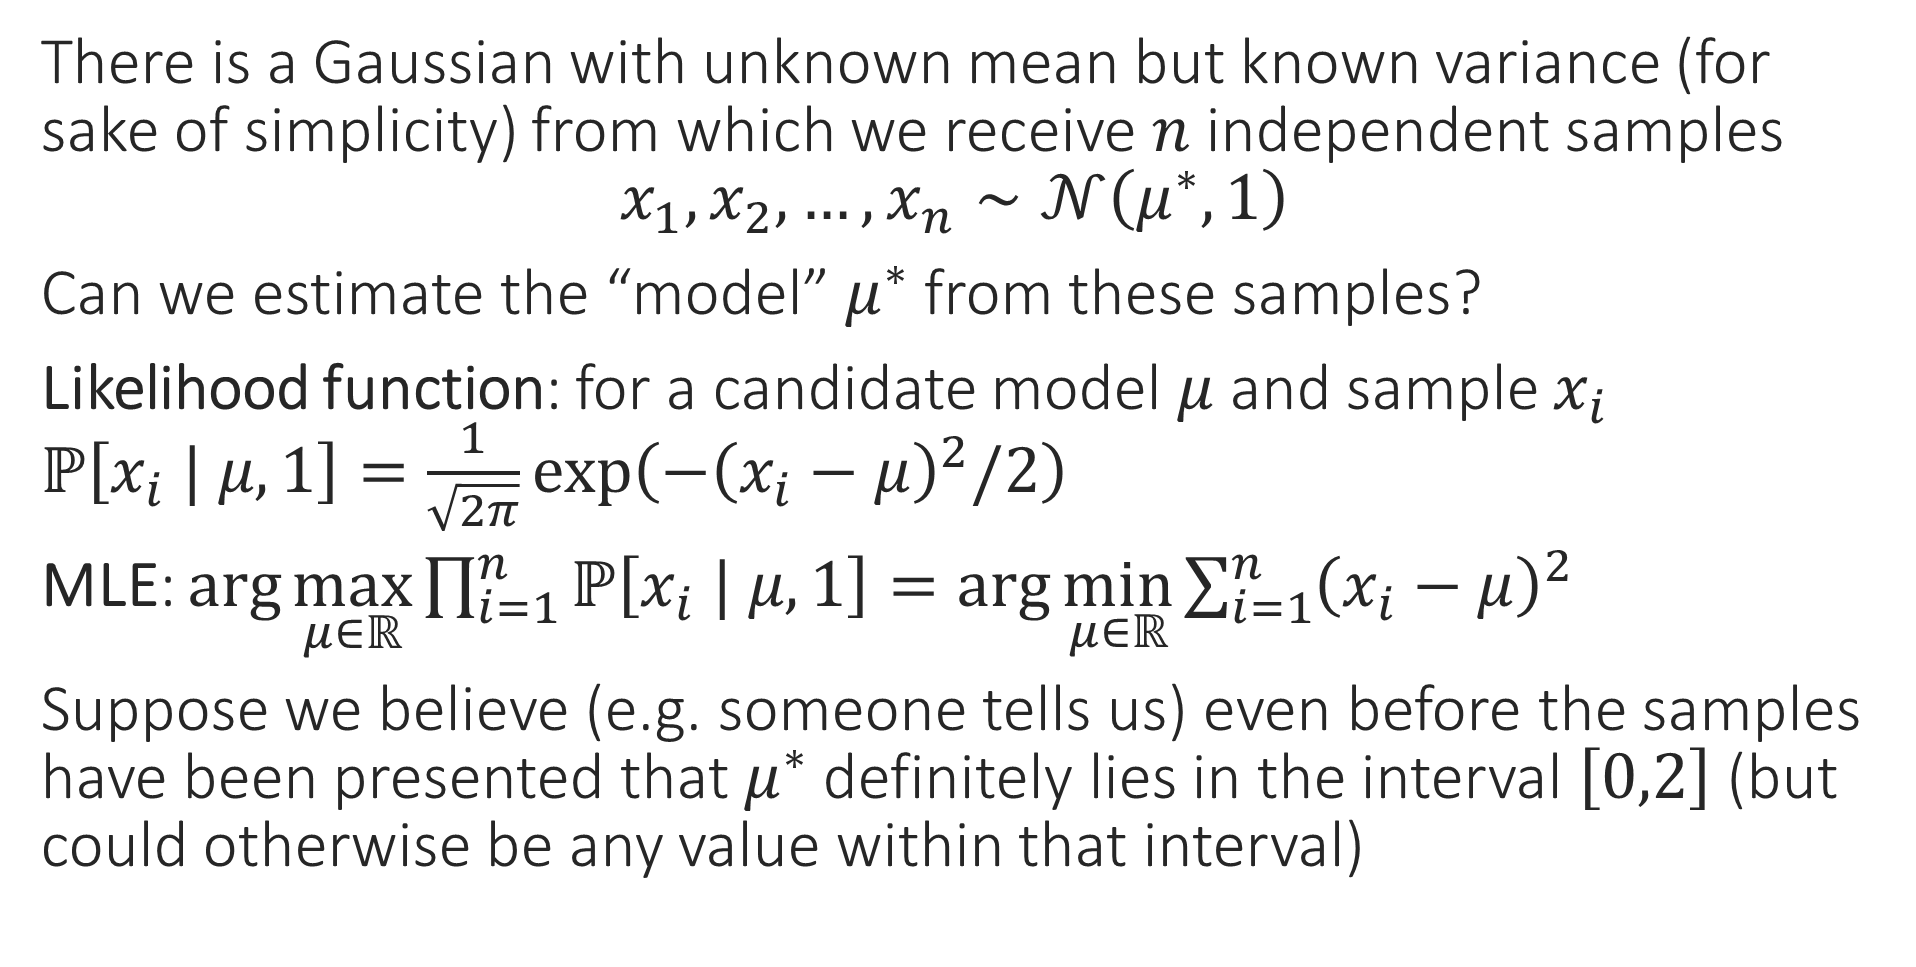 There is a Gaussian with unknown mean but known variance (for
sake of simplicity) from which we receive 𝑛 independent samples
𝑥₁, 𝑥₂, … , 𝑥ₙ ~ 𝒩(𝜇*, 1)
Can we estimate the “model” 𝜇* from these samples?
Likelihood function: for a candidate model 𝜇 and sample 𝑥ᵢ
ℙ[𝑥ᵢ | 𝜇, 1] = 1/√(2𝜋) exp(−(𝑥ᵢ − 𝜇)²/2)
MLE: arg max_{𝜇∈ℝ} ∏ᵢ₌₁ⁿ ℙ[𝑥ᵢ | 𝜇, 1] = arg min_{𝜇∈ℝ} ∑ᵢ₌₁ⁿ(𝑥ᵢ − 𝜇)²
Suppose we believe (e.g. someone tells us) even before the samples
have been presented that 𝜇* definitely lies in the interval [0,2] (but
could otherwise be any value within that interval)